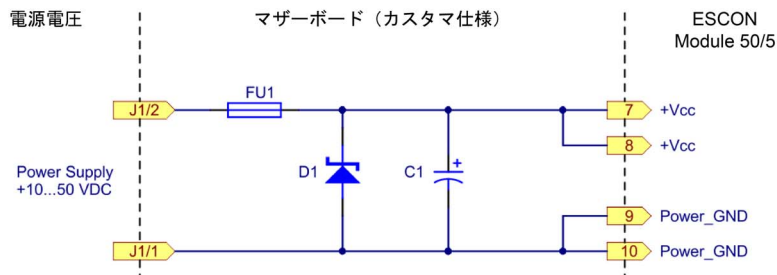 電源電圧
マザーボード（カスタマ仕様）
ESCON
Module 50/5
J1/2
FU1
7
+Vcc
8
+Vcc
D1
C1
+
Power Supply
+10...50 VDC
9
Power_GND
J1/1
10
Power_GND